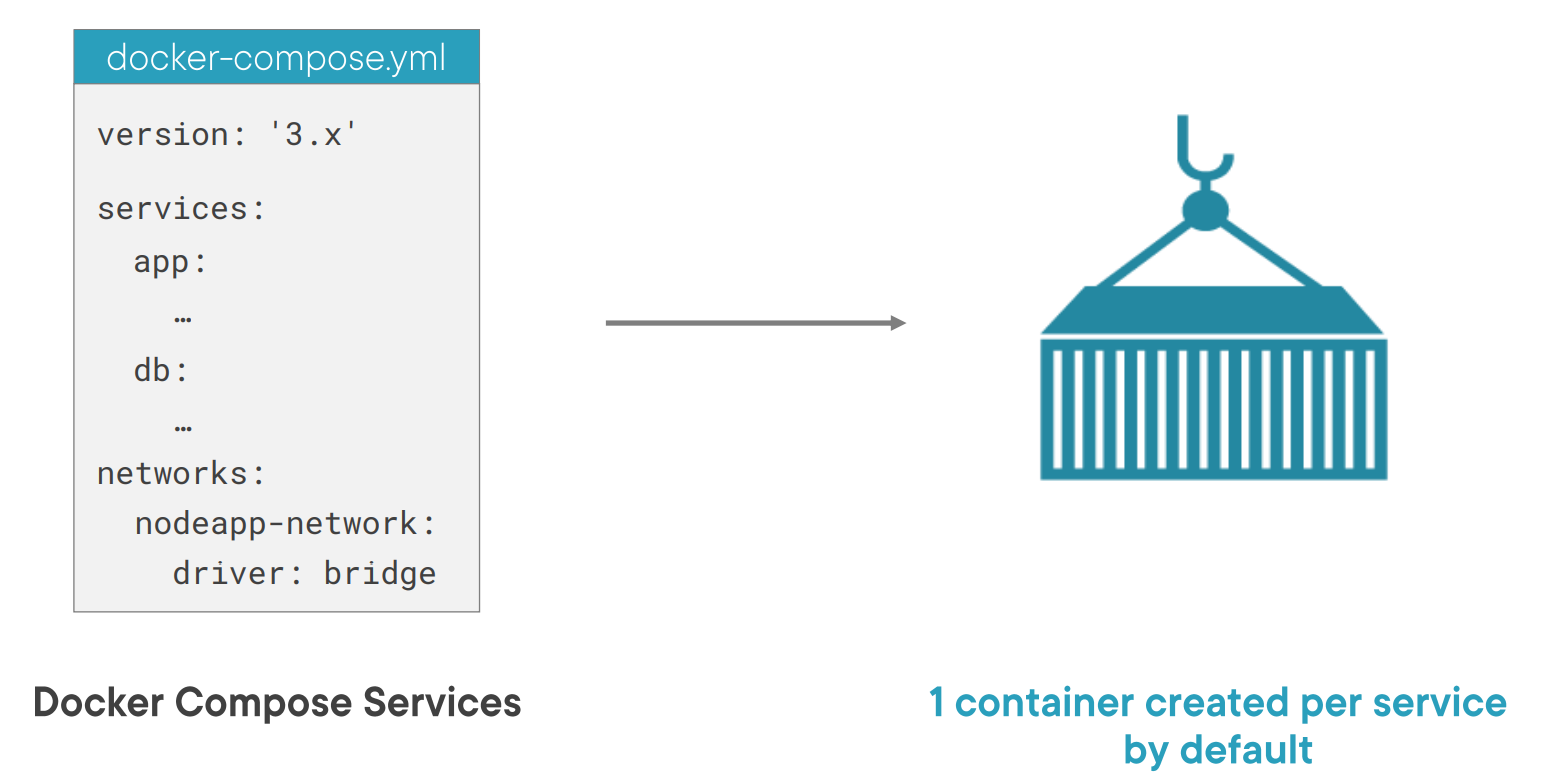 docker-compose.yml
version: '3.x'
services:
  app:
    …
  db:
    …
networks:
  nodeapp-network:
    driver: bridge
Docker Compose Services
1 container created per service
by default